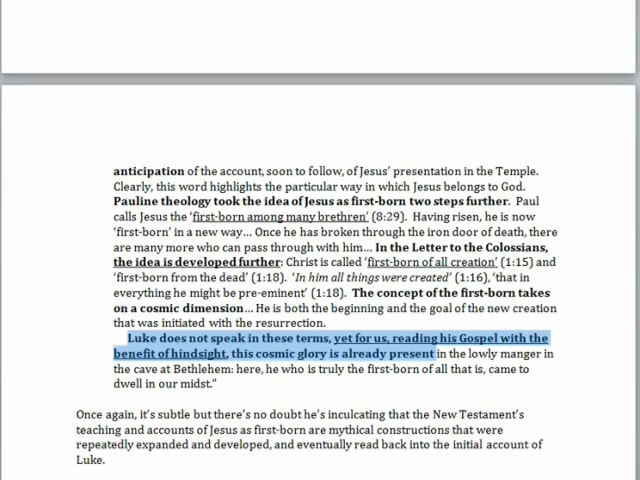 anticipation of the account, soon to follow, of Jesus' presentation in the Temple.
Clearly, this word highlights the particular way in which Jesus belongs to God.
Pauline theology took the idea of Jesus as first-born two steps further.  Paul
calls Jesus the 'first-born among many brethren' (8:29).  Having risen, he is now
'first-born' in a new way... Once he has broken through the iron door of death, there
are many more who can pass through with him... In the Letter to the Colossians,
the idea is developed further: Christ is called 'first-born of all creation' (1:15) and
'first-born from the dead' (1:18).  'In him all things were created' (1:16), 'that in
everything he might be pre-eminent' (1:18).  The concept of the first-born takes
on a cosmic dimension... He is both the beginning and the goal of the new creation
that was initiated with the resurrection.
Luke does not speak in these terms, yet for us, reading his Gospel with the
benefit of hindsight, this cosmic glory is already present in the lowly manger in
the cave at Bethlehem: here, he who is truly the first-born of all that is, came to
dwell in our midst."
Once again, it's subtle but there's no doubt he's inculcating that the New Testament's
teaching and accounts of Jesus as first-born are mythical constructions that were
repeatedly expanded and developed, and eventually read back into the initial account of
Luke.